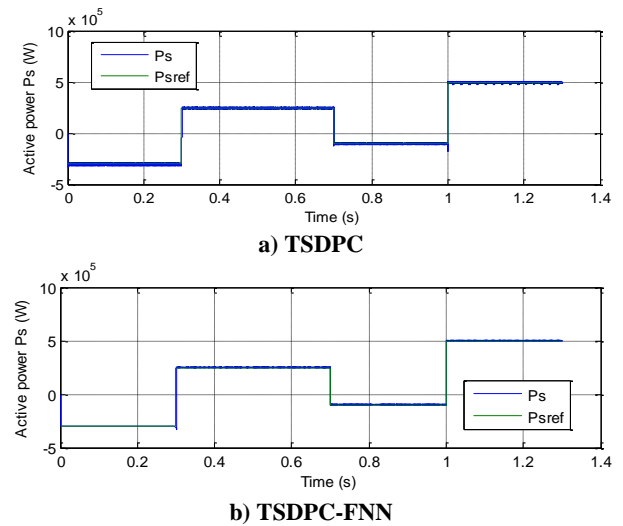 x 10^5
Active power Ps (W)
10
5
0
-5
Ps
Psref
0 0.2 0.4 0.6 0.8 1 1.2 1.4
Time (s)
a) TSDPC
x 10^5
Active power Ps (W)
10
5
0
-5
Ps
Psref
0 0.2 0.4 0.6 0.8 1 1.2 1.4
Time (s)
b) TSDPC-FNN